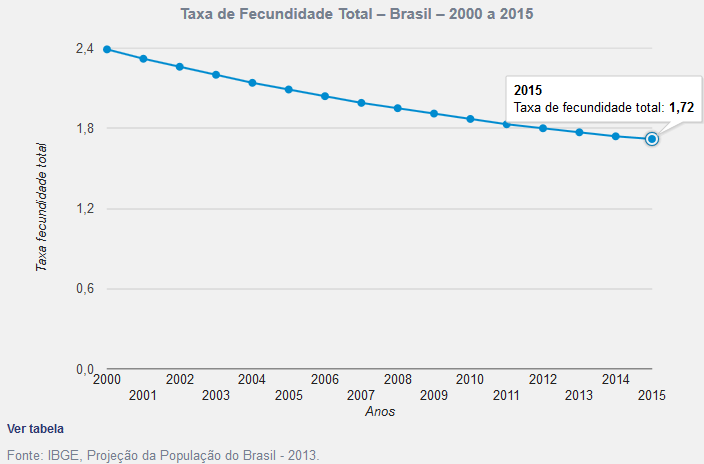 Taxa de Fecundidade Total – Brasil – 2000 a 2015
2,4
2015
Taxa de fecundidade total: 1,72
1,8
Taxa fecundidade total
1,2
0,6
0,0
2000 2002 2004 2006 2008 2010 2012 2014
2001 2003 2005 2007 2009 2011 2013 2015
Anos
Ver tabela
Fonte: IBGE, Projeção da População do Brasil - 2013.